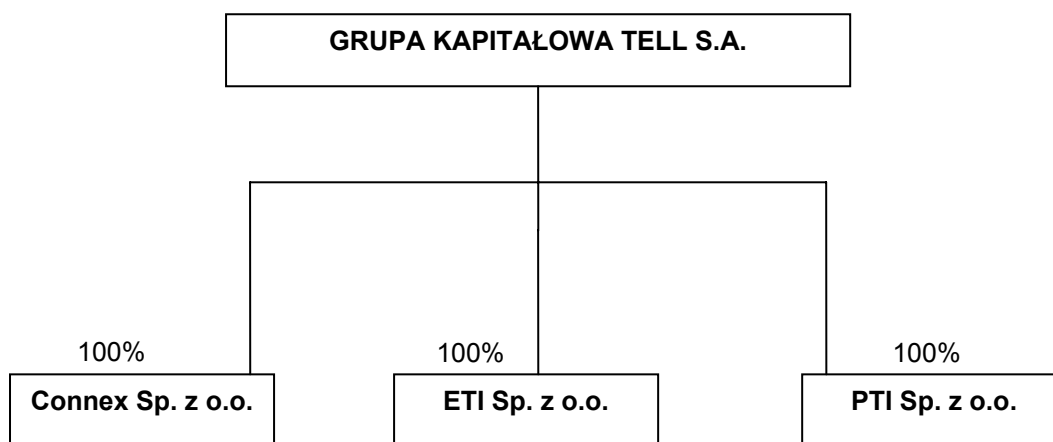 GRUPA KAPITAŁOWA TELL S.A.
100%
100%
100%
Connex Sp. z o.o.
ETI Sp. z o.o.
PTI Sp. z o.o.